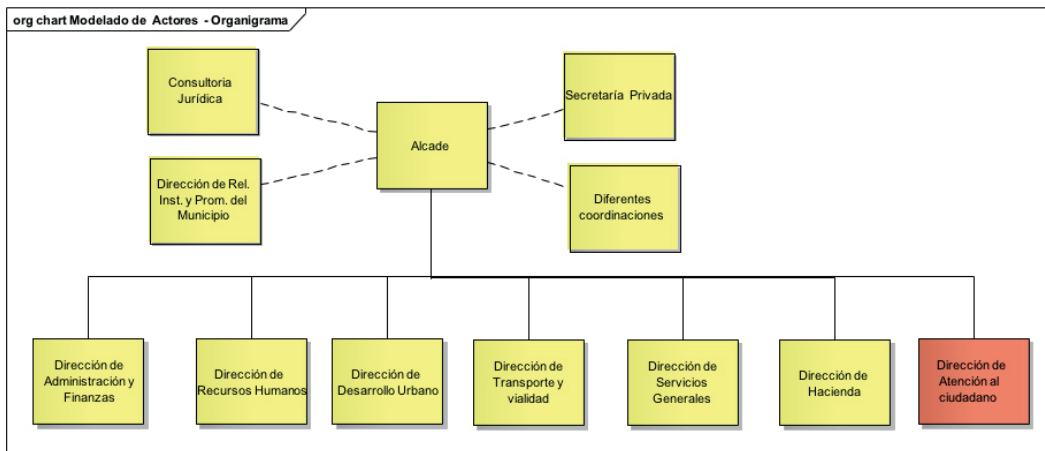 org chart Modelado de Actores - Organigrama
Consultoria
Jurídica
Secretaría Privada
Alcade
Dirección de Rel.
Inst. y Prom. del
Municipio
Diferentes
coordinaciones
Dirección de
Administración y
Finanzas
Dirección de
Recursos Humanos
Dirección de
Desarrollo Urbano
Dirección de
Transporte y
vialidad
Dirección de
Servicios
Generales
Dirección de
Hacienda
Dirección de
Atención al
ciudadano